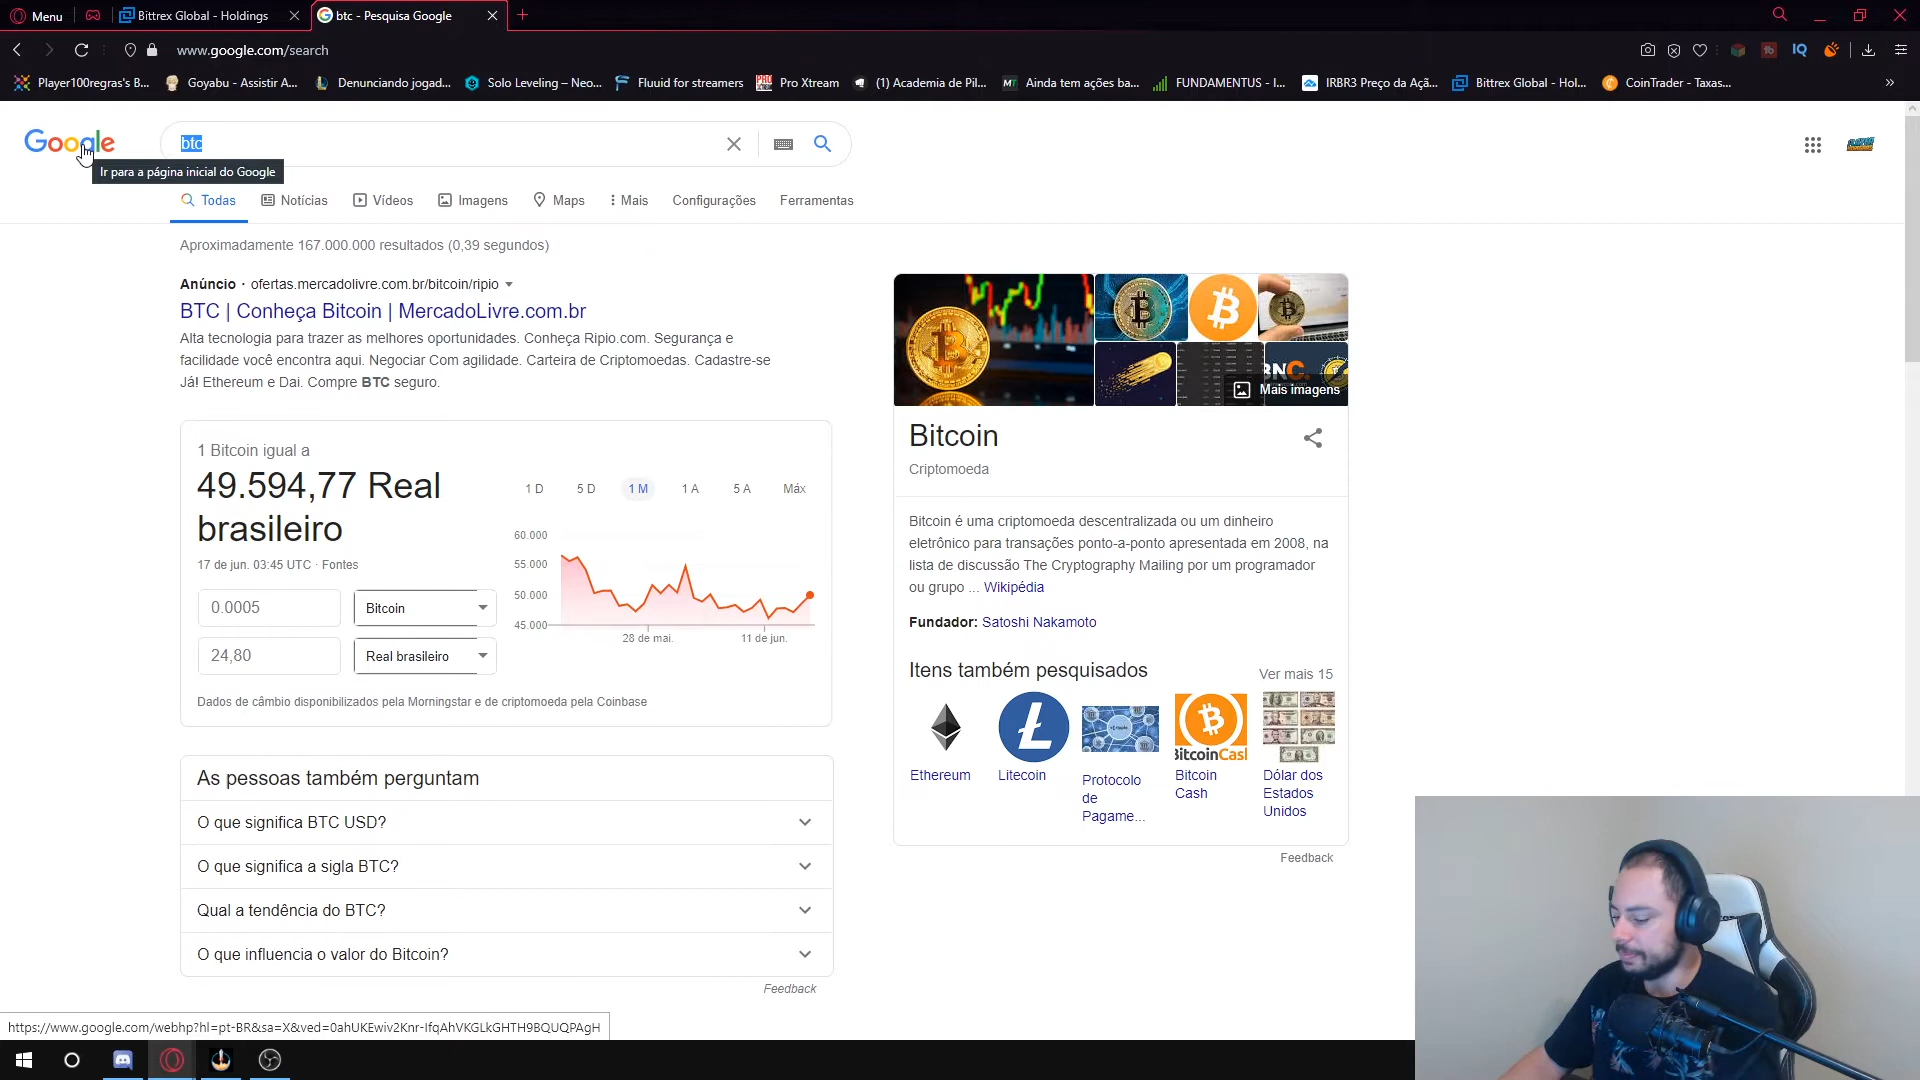 Menu
Bittrex Global - Holdings
btc - Pesquisa Google
www.google.com/search
Player100regras's B...
Goyabu - Assistir A...
Denunciando jogad...
Solo Leveling – Neo...
Fluuid for streamers
Pro Xtream
(1) Academia de Pil...
Ainda tem ações ba...
FUNDAMENTUS - I...
IRBR3 Preço da Açã...
Bittrex Global - Hol...
CoinTrader - Taxas...
Google
btc
Ir para a página inicial do Google
Todas
Notícias
Vídeos
Imagens
Maps
Mais
Configurações
Ferramentas
Aproximadamente 167.000.000 resultados (0,39 segundos)
Anúncio · ofertas.mercadolivre.com.br/bitcoin/ripio
BTC | Conheça Bitcoin | MercadoLivre.com.br
Alta tecnologia para trazer as melhores oportunidades. Conheça Ripio.com. Segurança e
facilidade você encontra aqui. Negociar Com agilidade. Carteira de Criptomoedas. Cadastre-se
Já! Ethereum e Dai. Compre BTC seguro.
1 Bitcoin igual a
49.594,77 Real
brasileiro
17 de jun. 03:45 UTC · Fontes
0.0005
Bitcoin
24,80
Real brasileiro
1 D
5 D
1 M
1 A
5 A
Máx
60.000
55.000
50.000
45.000
28 de mai.
11 de jun.
Dados de câmbio disponibilizados pela Morningstar e de criptomoeda pela Coinbase
As pessoas também perguntam
O que significa BTC USD?
O que significa a sigla BTC?
Qual a tendência do BTC?
O que influencia o valor do Bitcoin?
Feedback
Mais imagens
Bitcoin
Criptomoeda
Bitcoin é uma criptomoeda descentralizada ou um dinheiro
eletrônico para transações ponto-a-ponto apresentada em 2008, na
lista de discussão The Cryptography Mailing por um programador
ou grupo ... Wikipédia
Fundador: Satoshi Nakamoto
Itens também pesquisados
Ver mais 15
Ethereum
Litecoin
Protocolo
de
Pagame...
BitcoinCash
Bitcoin
Cash
Dólar dos
Estados
Unidos
Feedback
https://www.google.com/webhp?hl=pt-BR&sa=X&ved=0ahUKEwiv2Knr-IfqAhVKGLkGHTH9BQUQPAgH